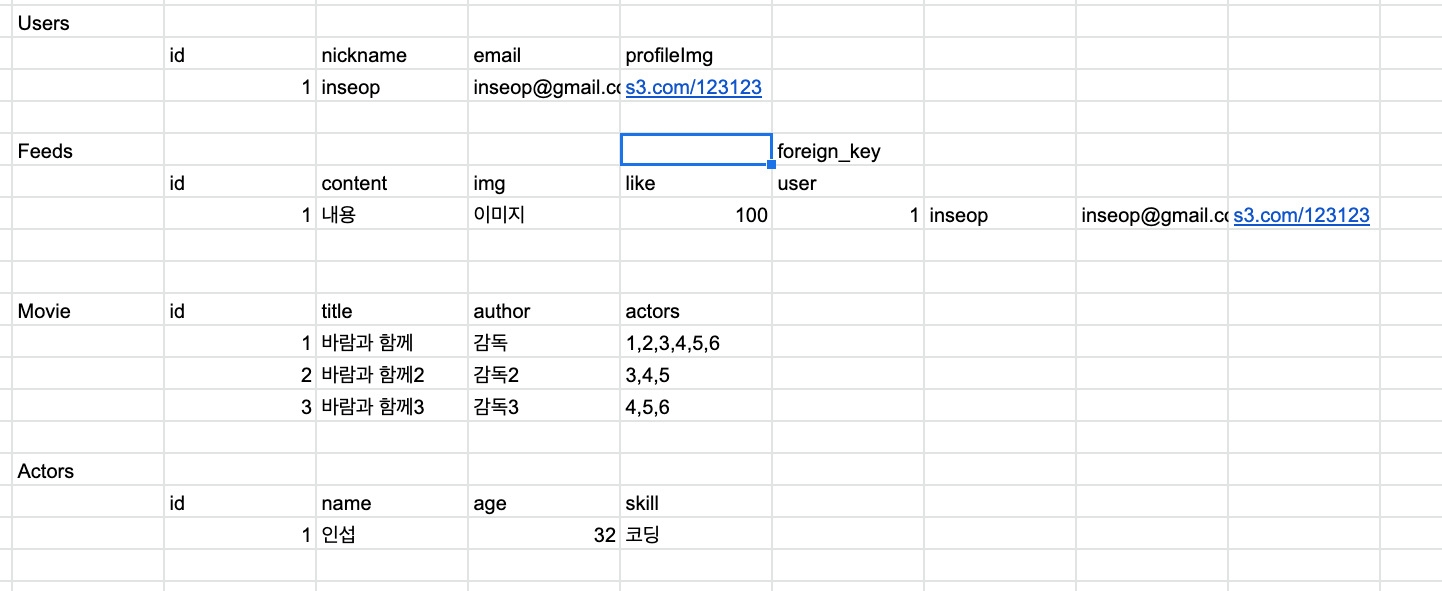 Users
id nickname email profileImg
1 inseop inseop@gmail.cc s3.com/123123
Feeds foreign_key
id content img like user
1 내용 이미지 100 1 inseop inseop@gmail.cc s3.com/123123
Movie id title author actors
1 바람과 함께 감독 1,2,3,4,5,6
2 바람과 함께2 감독2 3,4,5
3 바람과 함께3 감독3 4,5,6
Actors
id name age skill
1 인섭 32 코딩